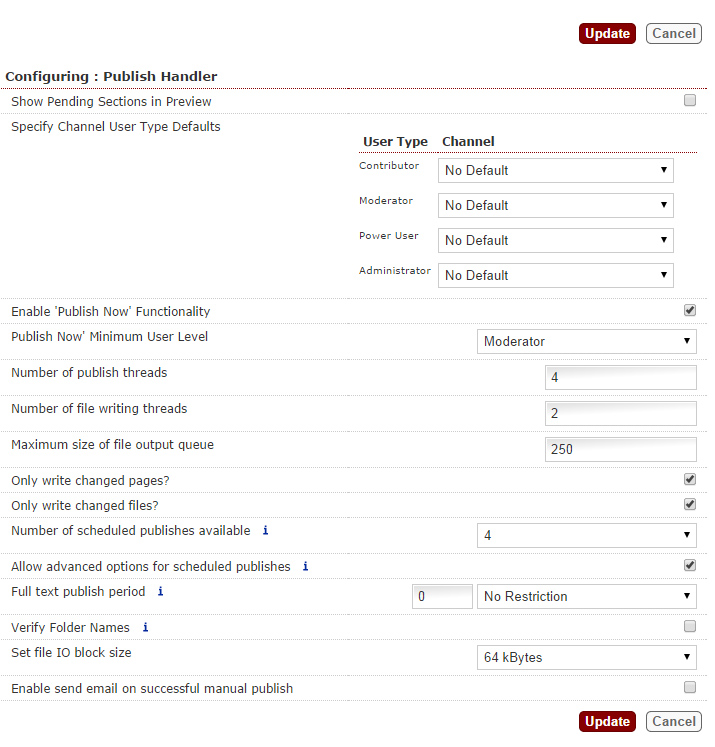 Update Cancel
Configuring : Publish Handler
Show Pending Sections in Preview
Specify Channel User Type Defaults
User Type Channel
Contributor No Default
Moderator No Default
Power User No Default
Administrator No Default
Enable 'Publish Now' Functionality
Publish Now' Minimum User Level Moderator
Number of publish threads 4
Number of file writing threads 2
Maximum size of file output queue 250
Only write changed pages?
Only write changed files?
Number of scheduled publishes available i 4
Allow advanced options for scheduled publishes i
Full text publish period i 0 No Restriction
Verify Folder Names i
Set file IO block size 64 kBytes
Enable send email on successful manual publish
Update Cancel